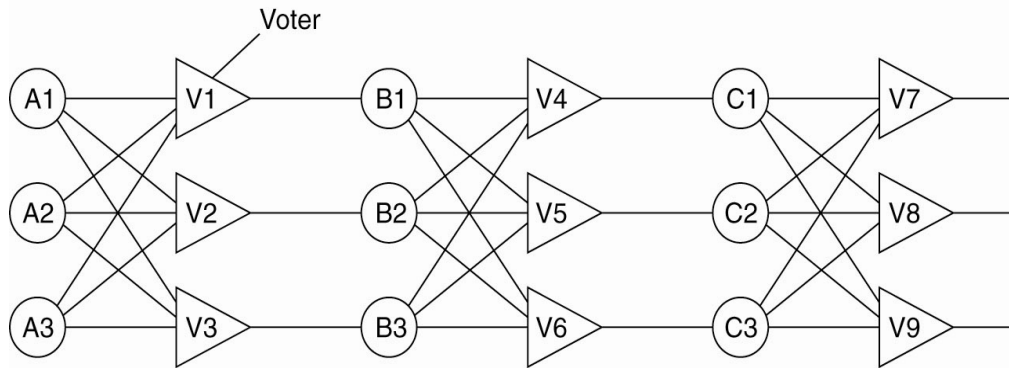 Voter
A1 V1 B1 V4 C1 V7
A2 V2 B2 V5 C2 V8
A3 V3 B3 V6 C3 V9